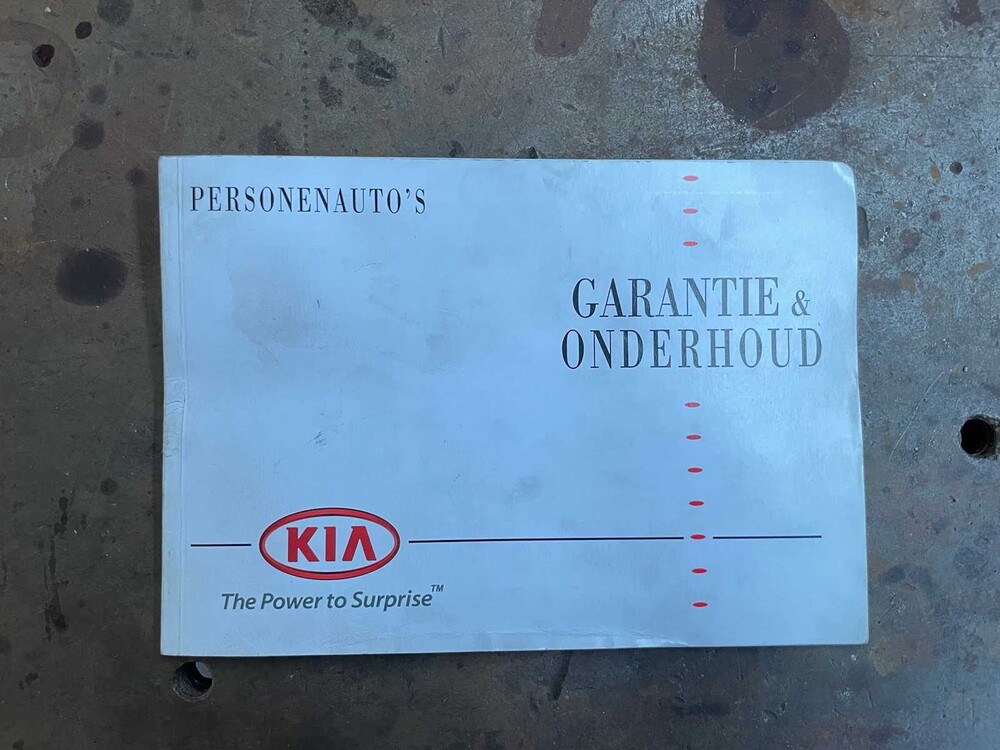 PERSONENAUTO'S
GARANTIE &
ONDERHOUD
KIA
The Power to Surprise™